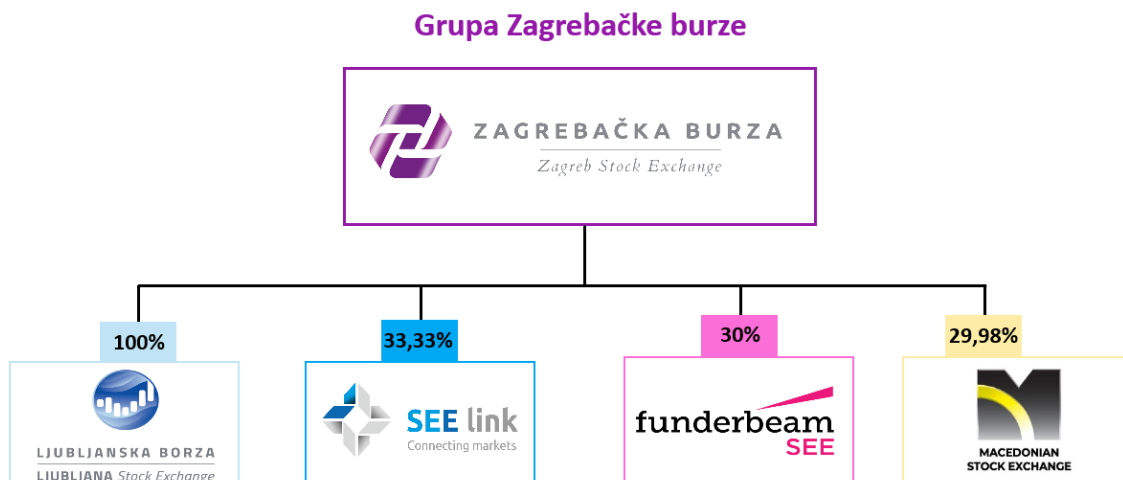 Grupa Zagrebačke burze
ZAGREBAČKA BURZA
Zagreb Stock Exchange
100%
33,33%
30%
29,98%
LJUBLJANSKA BORZA
LJUBLJANA Stock Exchange
SEE link
Connecting markets
funderbeam
SEE
MACEDONIAN
STOCK EXCHANGE